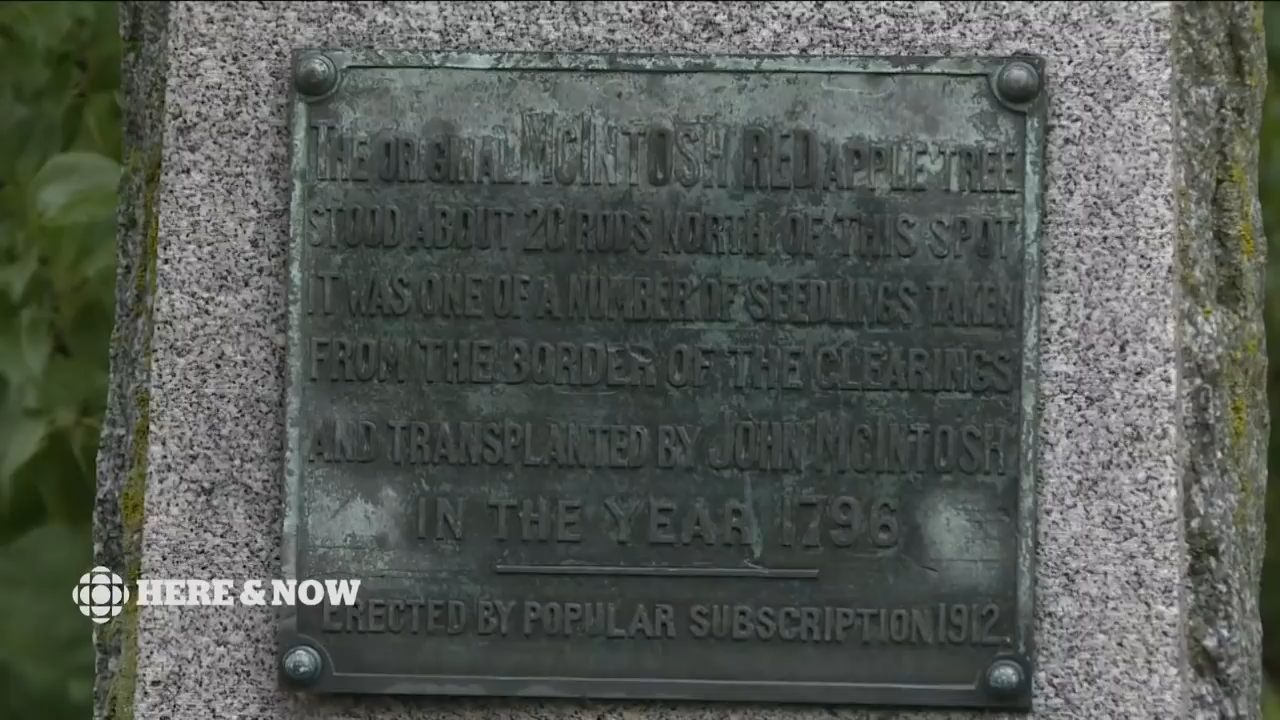 THE ORIGINAL MCINTOSH RED APPLE TREE
STOOD ABOUT 20 RODS NORTH OF THIS SPOT
IT WAS ONE OF A NUMBER OF SEEDLINGS TAKEN
FROM THE BORDER OF THE CLEARINGS
AND TRANSPLANTED BY JOHN MCINTOSH
IN THE YEAR 1796
HERE & NOW
ERECTED BY POPULAR SUBSCRIPTION 1912.